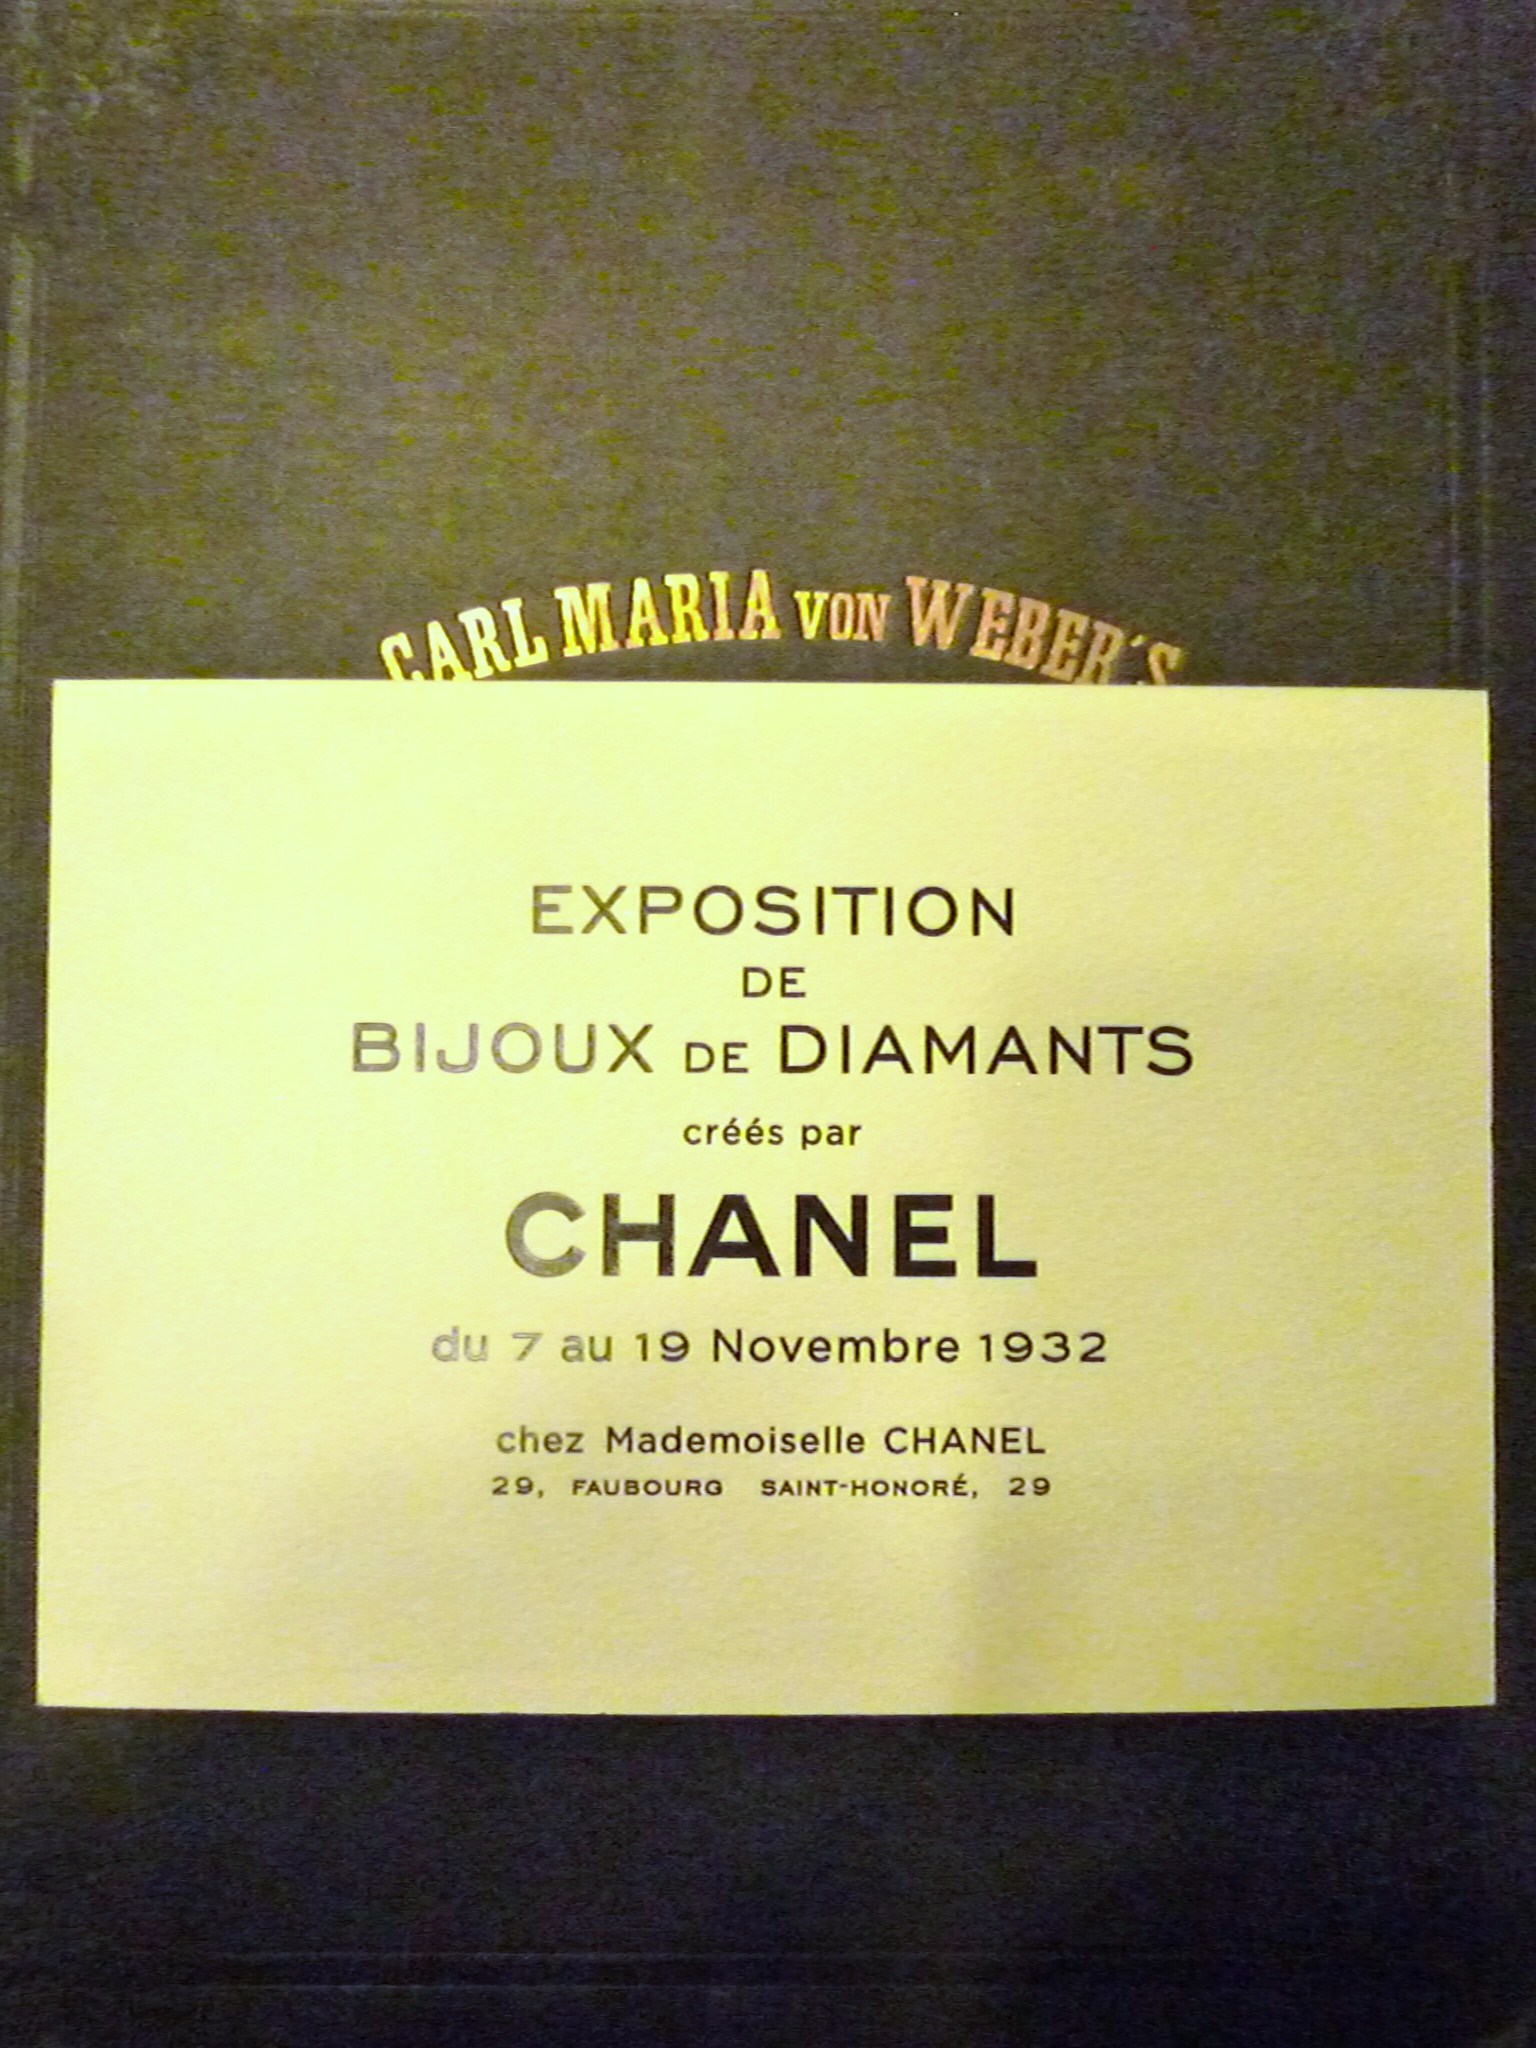 CARL MARIA VON WEBER'S
EXPOSITION
DE
BIJOUX DE DIAMANTS
créés par
CHANEL
du 7 au 19 Novembre 1932
chez Mademoiselle CHANEL
29, FAUBOURG SAINT-HONORÉ, 29